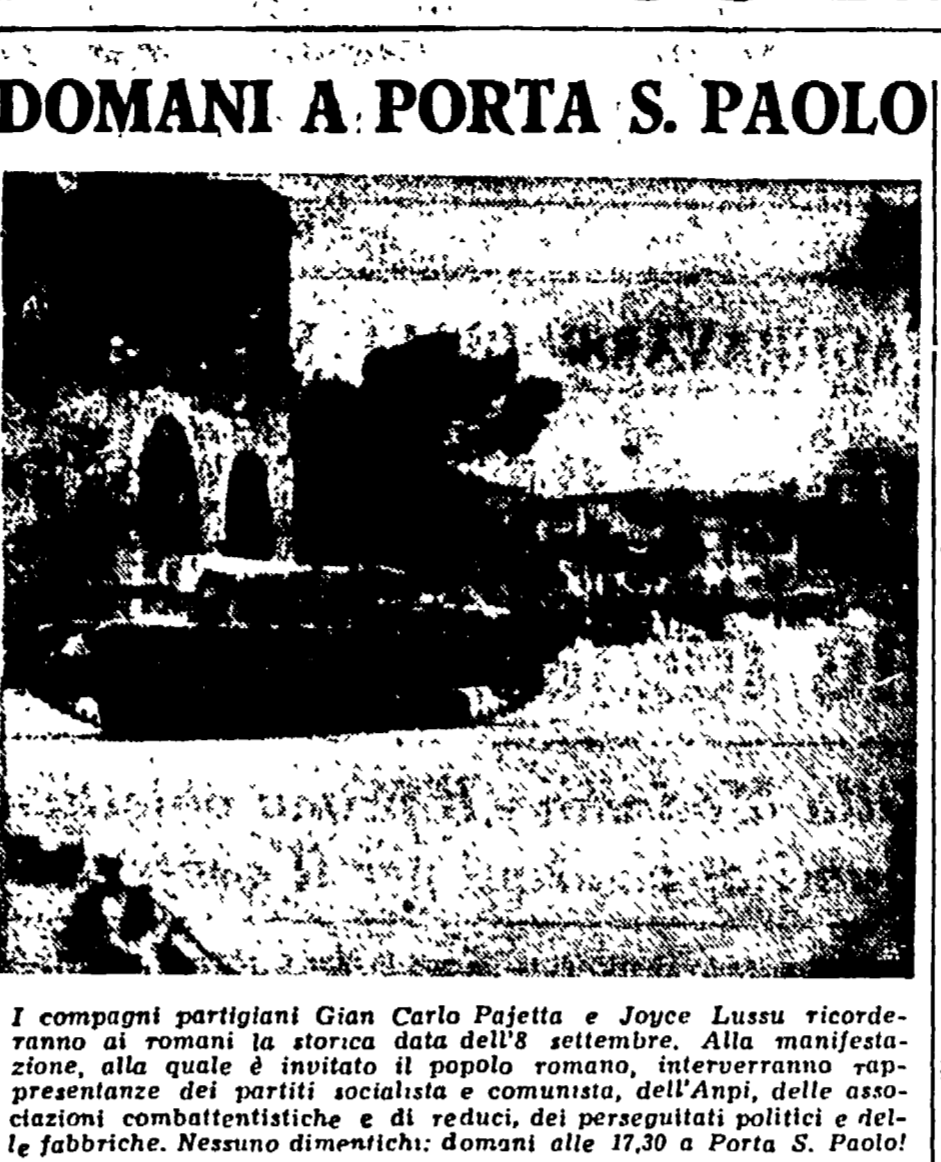 DOMANI A PORTA S. PAOLO
I compagni partigiani Gian Carlo Pajetta e Joyce Lussu ricorde-
ranno ai romani la storica data dell'8 settembre. Alla manifesta-
zione, alla quale è invitato il popolo romano, interverranno rap-
presentanze dei partiti socialista e comunista, dell'Anpi, delle asso-
ciazioni combattentistiche e di reduci, dei perseguitati politici e del-
le fabbriche. Nessuno dimentichi: domani alle 17,30 a Porta S. Paolo!